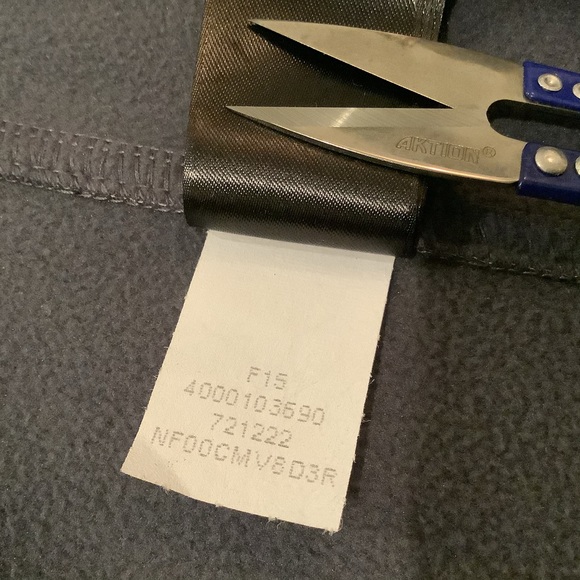 AKTION®
F15
4000103690
721222
NF00CMV8D3R